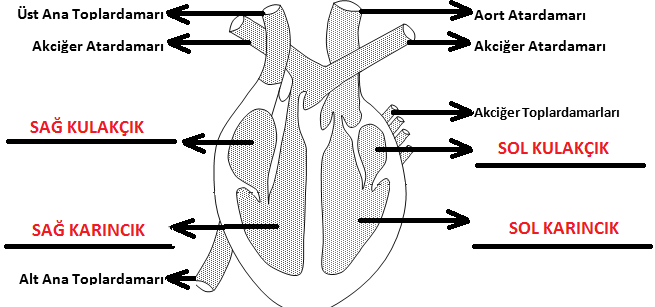 Üst Ana Toplardamarı
Aort Atardamarı
Akciğer Atardamarı
Akciğer Atardamarı
Akciğer Toplardamarları
SAĞ KULAKÇIK
SOL KULAKÇIK
SAĞ KARINCIK
SOL KARINCIK
Alt Ana Toplardamarı